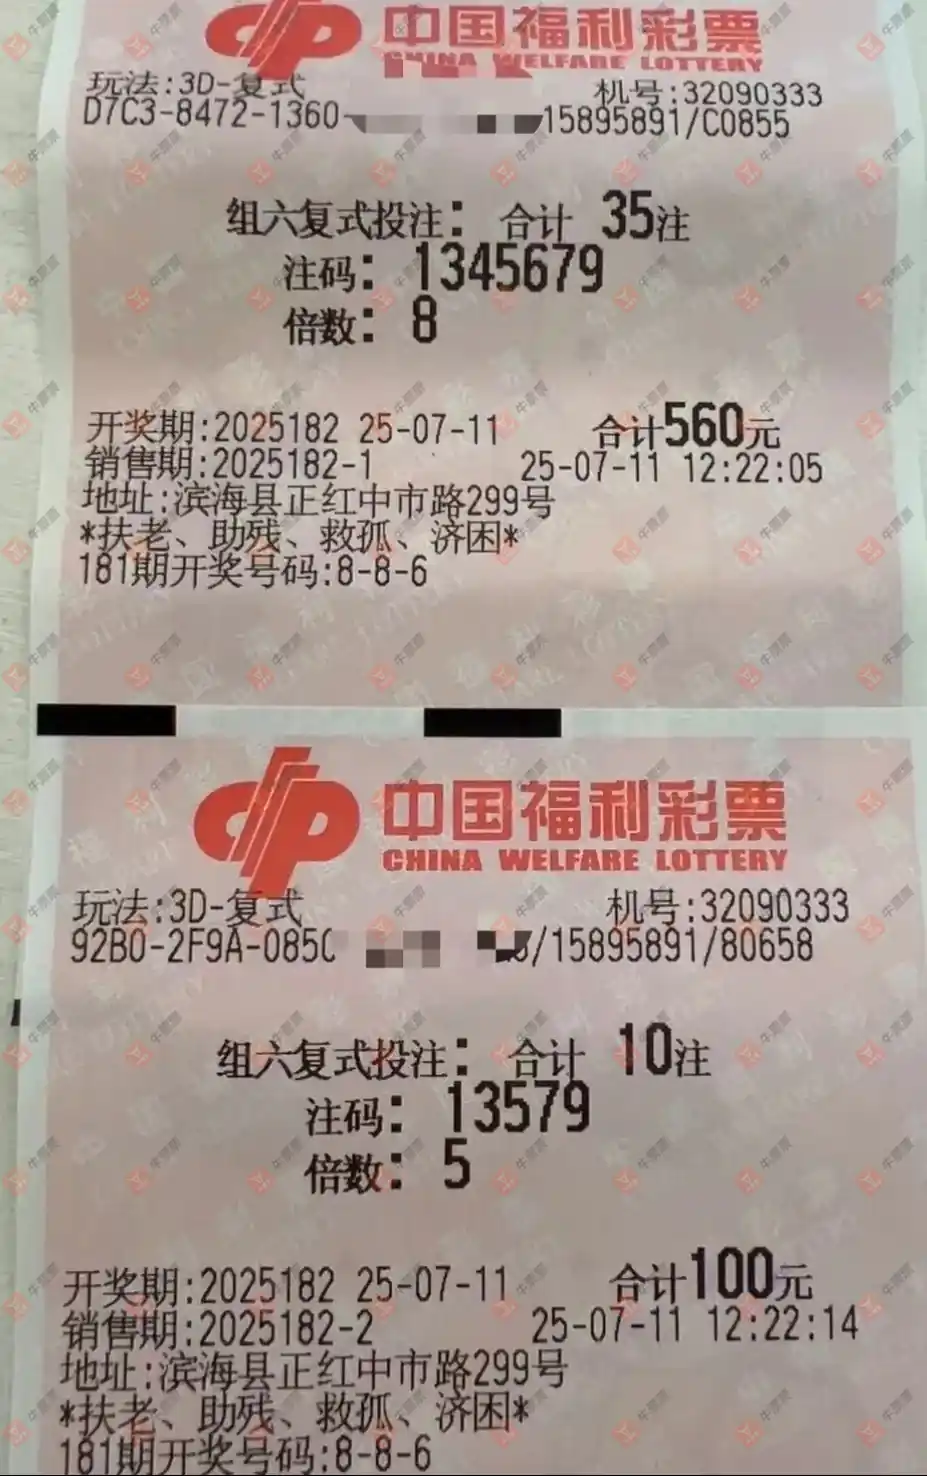 中国福利彩票
CHINA WELFARE LOTTERY
玩法:3D-复式 机号:32090333
D7C3-8472-1360- 15895891/C0855
组六复式投注: 合计 35注
注码: 1345679
倍数: 8
开奖期:2025182 25-07-11 合计560元
销售期:2025182-1 25-07-11 12:22:05
地址:滨海县正红中市路299号
*扶老、助残、救孤、济困*
181期开奖号码:8-8-6
中国福利彩票
CHINA WELFARE LOTTERY
玩法:3D-复式 机号:32090333
92B0-2F9A-0850 /15895891/80658
组六复式投注: 合计 10注
注码: 13579
倍数: 5
开奖期:2025182 25-07-11 合计100元
销售期:2025182-2 25-07-11 12:22:14
地址:滨海县正红中市路299号
*扶老、助残、救孤、济困*
181期开奖号码:8-8-6